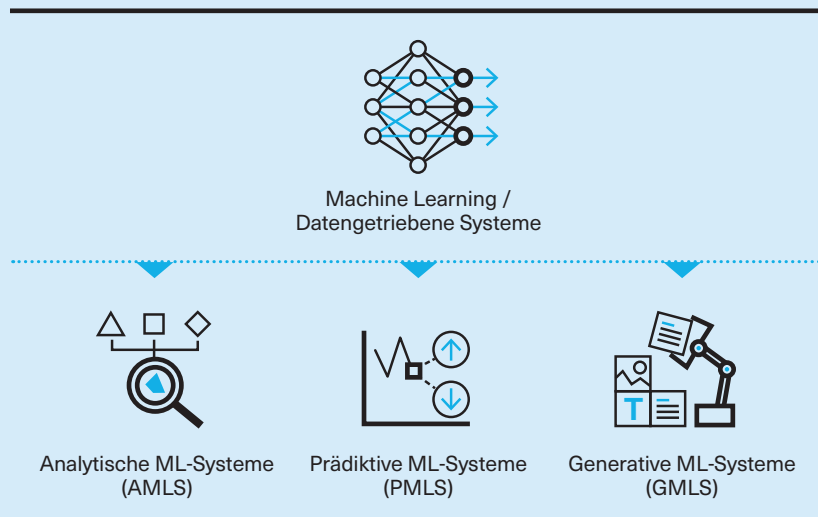 Machine Learning /
Datengetriebene Systeme
T
Analytische ML-Systeme
(AMLS)
Prädiktive ML-Systeme
(PMLS)
Generative ML-Systeme
(GMLS)